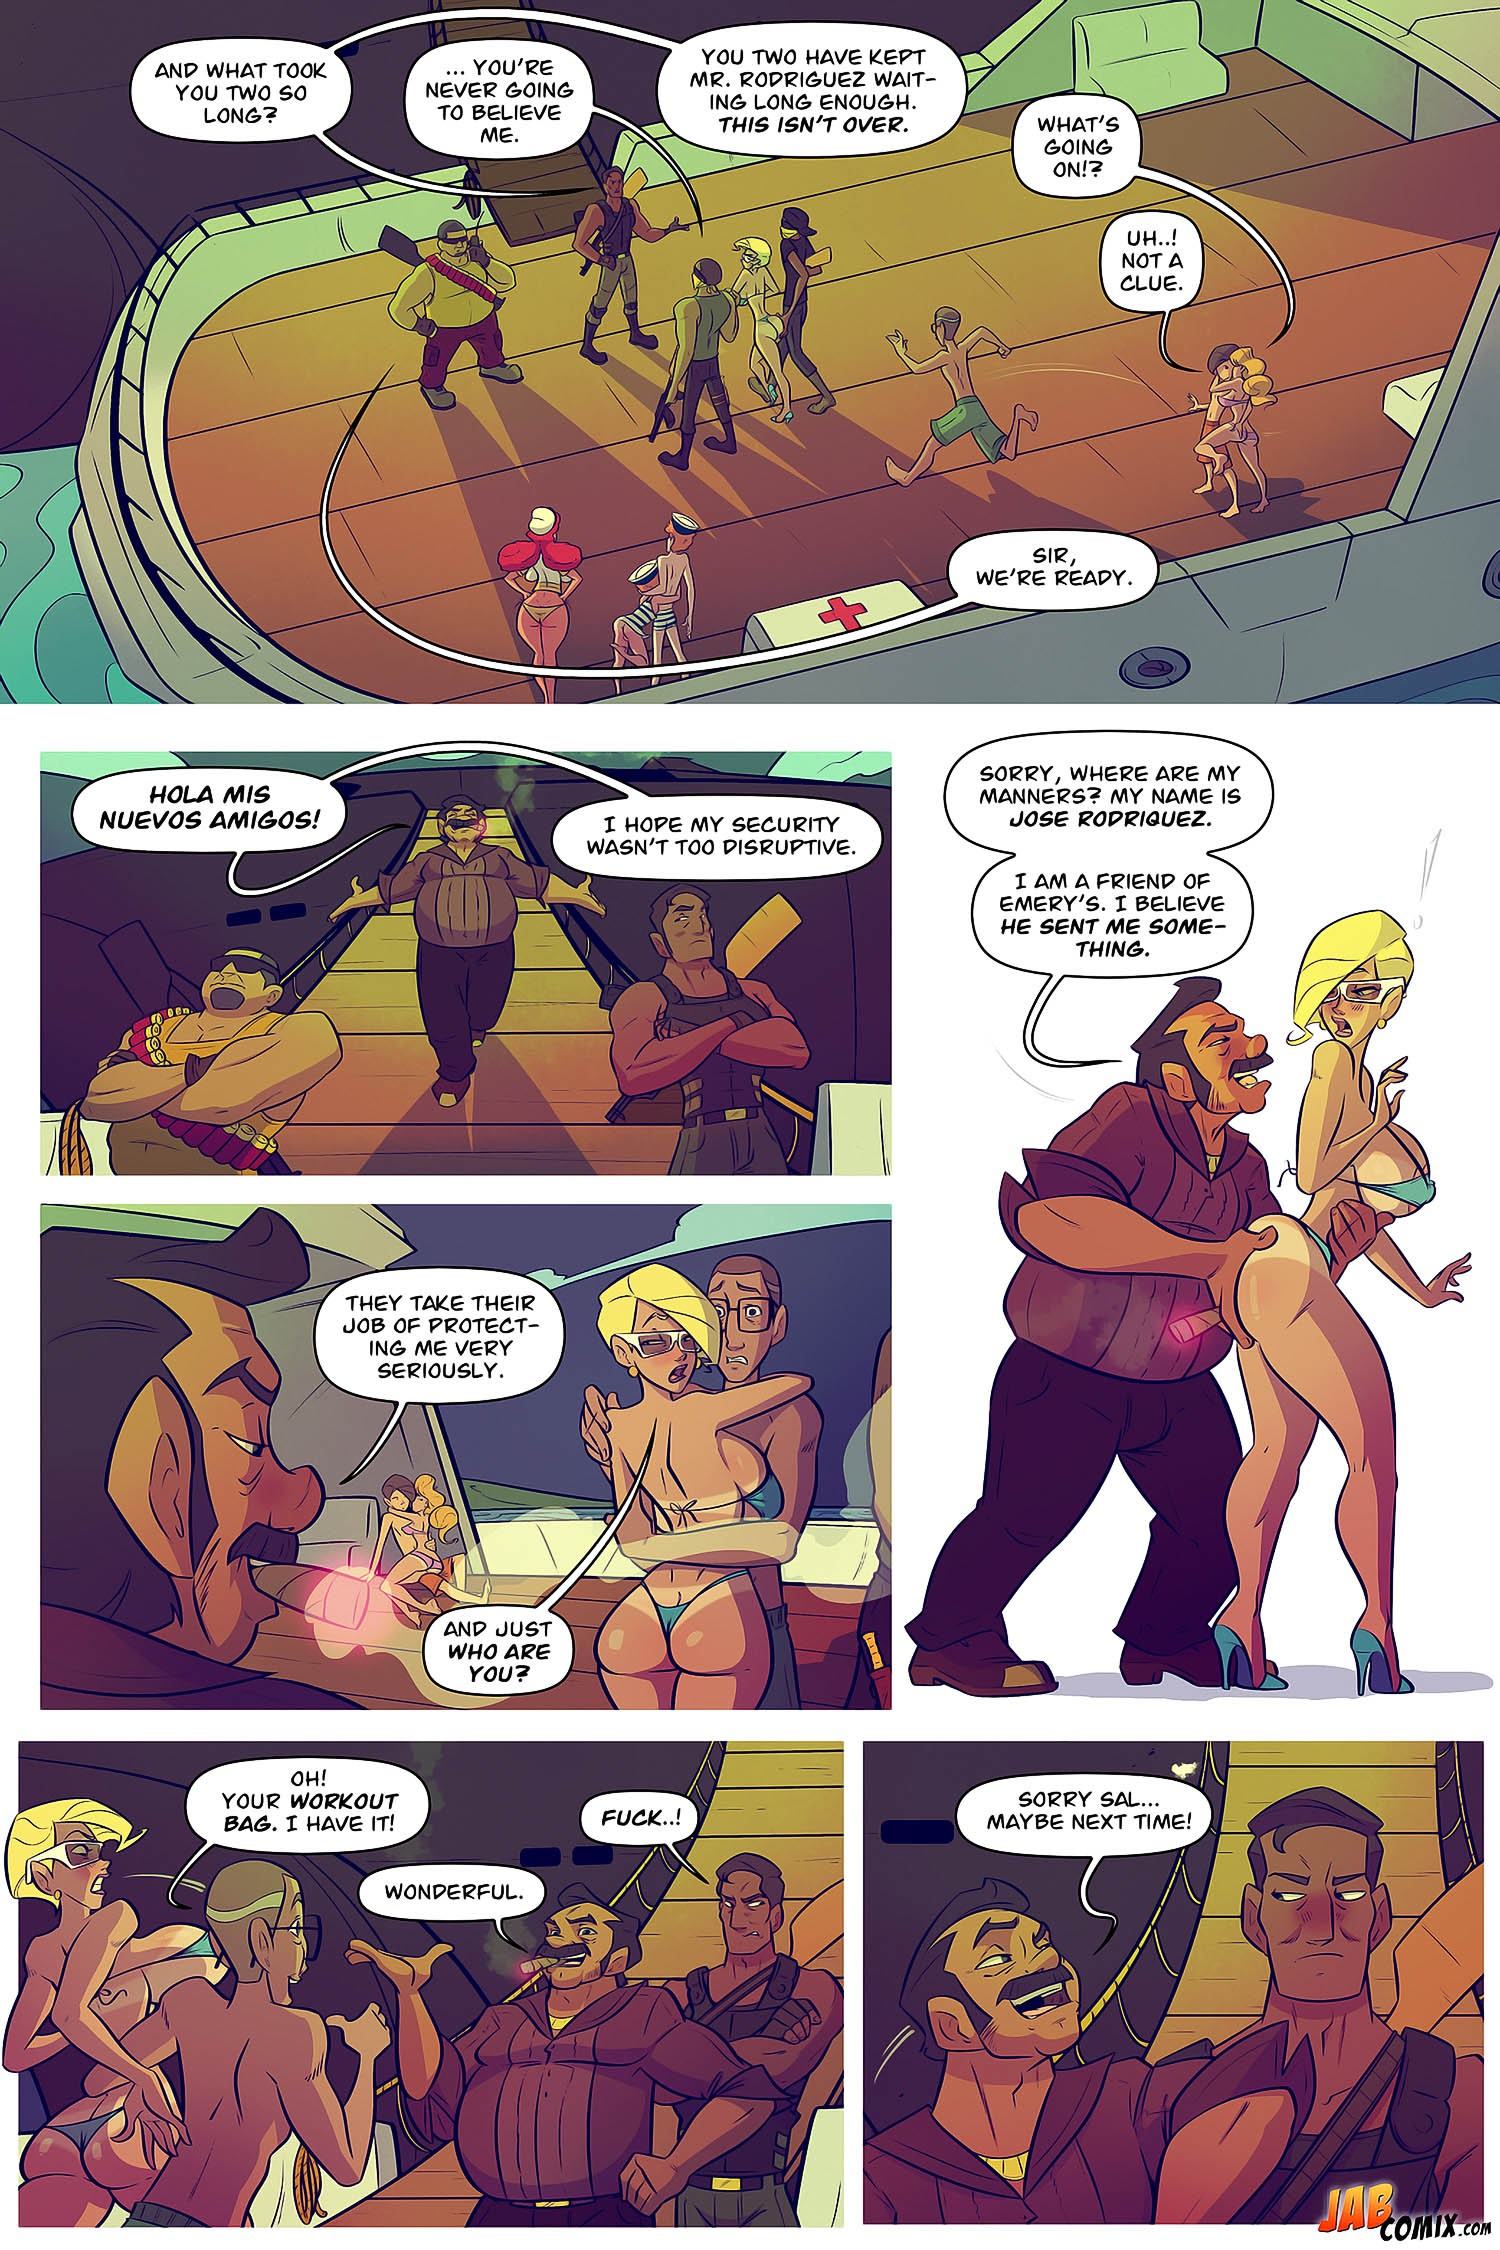 AND WHAT TOOK
YOU TWO SO
LONG?
... YOU'RE
NEVER GOING
TO BELIEVE
ME.
YOU TWO HAVE KEPT
MR. RODRIGUEZ WAIT-
ING LONG ENOUGH.
THIS ISN'T OVER.
WHAT'S
GOING
ON!?
UH..!
NOT A
CLUE.
SIR,
WE'RE READY.
HOLA MIS
NUEVOS AMIGOS!
I HOPE MY SECURITY
WASN'T TOO DISRUPTIVE.
SORRY, WHERE ARE MY
MANNERS? MY NAME IS
JOSE RODRIQUEZ.
I AM A FRIEND OF
EMERY'S. I BELIEVE
HE SENT ME SOME-
THING.
!
THEY TAKE THEIR
JOB OF PROTECT-
ING ME VERY
SERIOUSLY.
AND JUST
WHO ARE
YOU?
OH!
YOUR WORKOUT
BAG. I HAVE IT!
WONDERFUL.
FUCK..!
SORRY SAL...
MAYBE NEXT TIME!
JAB
COMIX.com